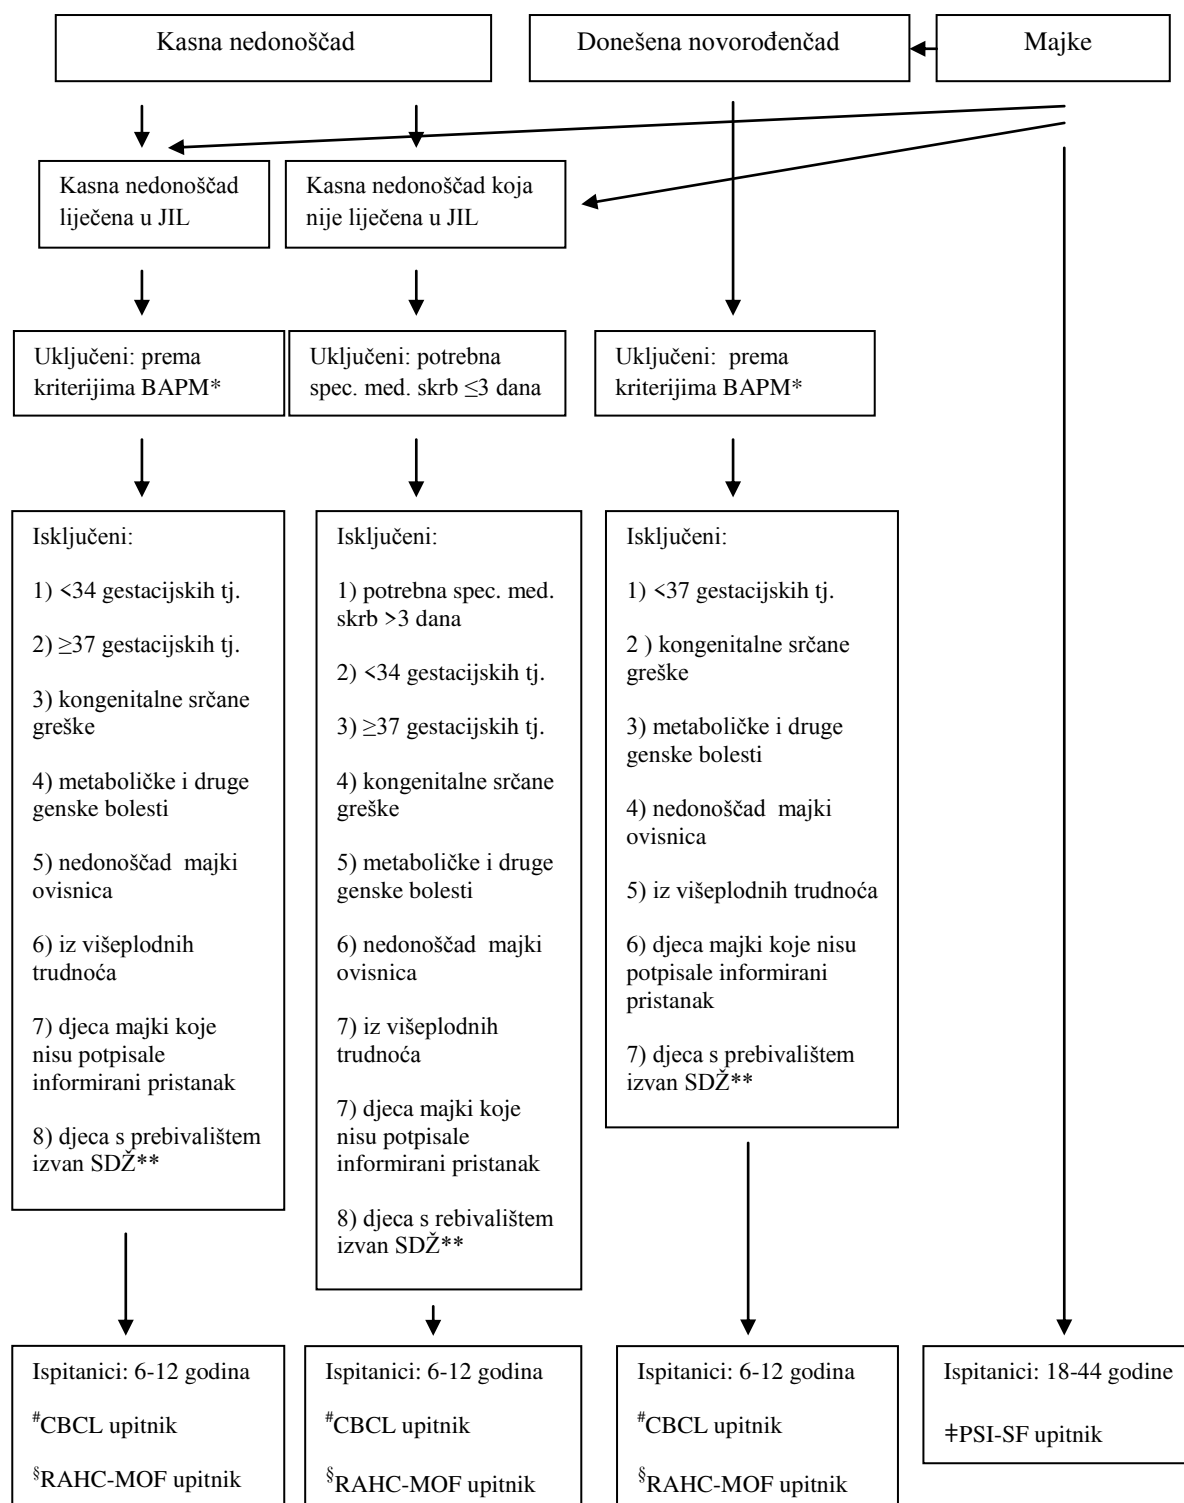 Kasna nedonoščad
Donešena novorođenčad
Majke
Kasna nedonoščad
liječena u JIL
Kasna nedonoščad koja
nije liječena u JIL
Uključeni: prema
kriterijima BAPM*
Uključeni: potrebna
spec. med. skrb ≤3 dana
Uključeni:  prema
kriterijima BAPM*
Isključeni:
1) <34 gestacijskih tj.
2) ≥37 gestacijskih tj.
3) kongenitalne srčane
greške
4) metaboličke i druge
genske bolesti
5) nedonoščad  majki
ovisnica
6) iz višeplodnih
trudnoća
7) djeca majki koje
nisu potpisale
informirani pristanak
8) djeca s prebivalištem
izvan SDŽ**
Isključeni:
1) potrebna spec. med.
skrb >3 dana
2) <34 gestacijskih tj.
3) ≥37 gestacijskih tj.
4) kongenitalne srčane
greške
5) metaboličke i druge
genske bolesti
6) nedonoščad  majki
ovisnica
7) iz višeplodnih
trudnoća
7) djeca majki koje
nisu potpisale
informirani pristanak
8) djeca s rebivalištem
izvan SDŽ**
Isključeni:
1) <37 gestacijskih tj.
2 ) kongenitalne srčane
greške
3) metaboličke i druge
genske bolesti
4) nedonoščad  majki
ovisnica
5) iz višeplodnih trudnoća
6) djeca majki koje nisu
potpisale informirani
pristanak
7) djeca s prebivalištem
izvan SDŽ**
Ispitanici: 6-12 godina
#CBCL upitnik
§RAHC-MOF upitnik
Ispitanici: 6-12 godina
#CBCL upitnik
§RAHC-MOF upitnik
Ispitanici: 6-12 godina
#CBCL upitnik
§RAHC-MOF upitnik
Ispitanici: 18-44 godine
ǂPSI-SF upitnik